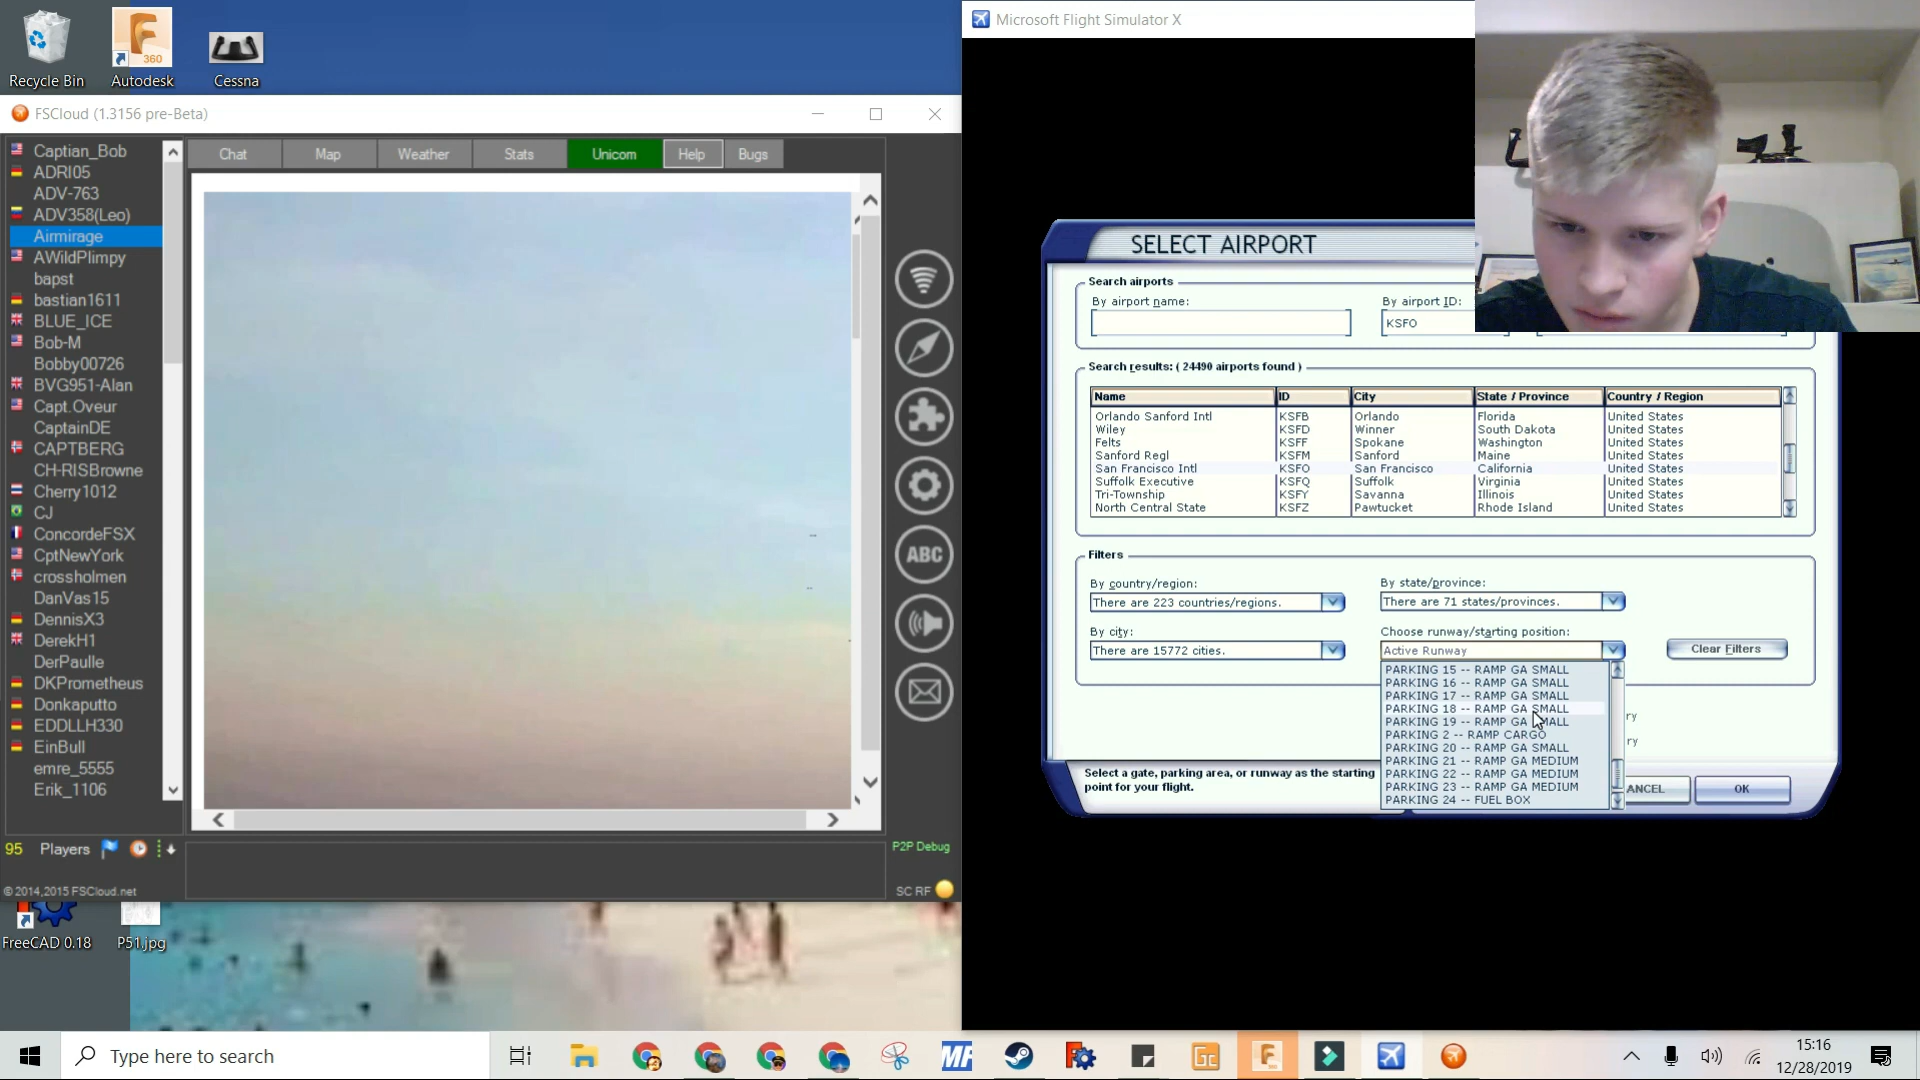 Recycle Bin
Autodesk
360
Cessna
FSCloud (1.3156 pre-Beta)
Captian_Bob
ADRI05
ADV-763
ADV358(Leo)
Airmirage
AWildPlimpy
bapst
bastian1611
BLUE_ICE
Bob-M
Bobby00726
BVG951-Alan
Capt.Oveur
CaptainDE
CAPTBERG
CH-RISBrowne
Cherry1012
CJ
ConcordeFSX
CptNewYork
crossholmen
DanVas15
DennisX3
DerekH1
DerPaulle
DKPrometheus
Donkaputto
EDDLLH330
EinBull
emre_5555
Erik_1106
95 Players
© 2014,2015 FSCloud.net
Chat Map Weather Stats Unicom Help Bugs
ABC
P2P Debug
SC RF
FreeCAD 0.18
P51.jpg
Microsoft Flight Simulator X
SELECT AIRPORT
Search airports
By airport name: By airport ID:
KSFO
Search results: ( 24490 airports found )
Name ID City State / Province Country / Region
Orlando Sanford Intl KSFB Orlando Florida United States
Wiley KSFD Winner South Dakota United States
Felts KSFF Spokane Washington United States
Sanford Regl KSFM Sanford Maine United States
San Francisco Intl KSFO San Francisco California United States
Suffolk Executive KSFQ Suffolk Virginia United States
Tri-Township KSFY Savanna Illinois United States
North Central State KSFZ Pawtucket Rhode Island United States
Filters
By country/region: By state/province:
There are 223 countries/regions. There are 71 states/provinces.
By city: Choose runway/starting position:
There are 15772 cities. Active Runway Clear Filters
PARKING 15 -- RAMP GA SMALL
PARKING 16 -- RAMP GA SMALL
PARKING 17 -- RAMP GA SMALL
PARKING 18 -- RAMP GA SMALL
PARKING 19 -- RAMP GA SMALL
PARKING 2 -- RAMP CARGO
PARKING 20 -- RAMP GA SMALL
PARKING 21 -- RAMP GA MEDIUM
PARKING 22 -- RAMP GA MEDIUM
PARKING 23 -- RAMP GA MEDIUM
PARKING 24 -- FUEL BOX
ry
ry
Select a gate, parking area, or runway as the starting
point for your flight.
ANCEL OK
Type here to search
MF
Gc
F
15:16
12/28/2019